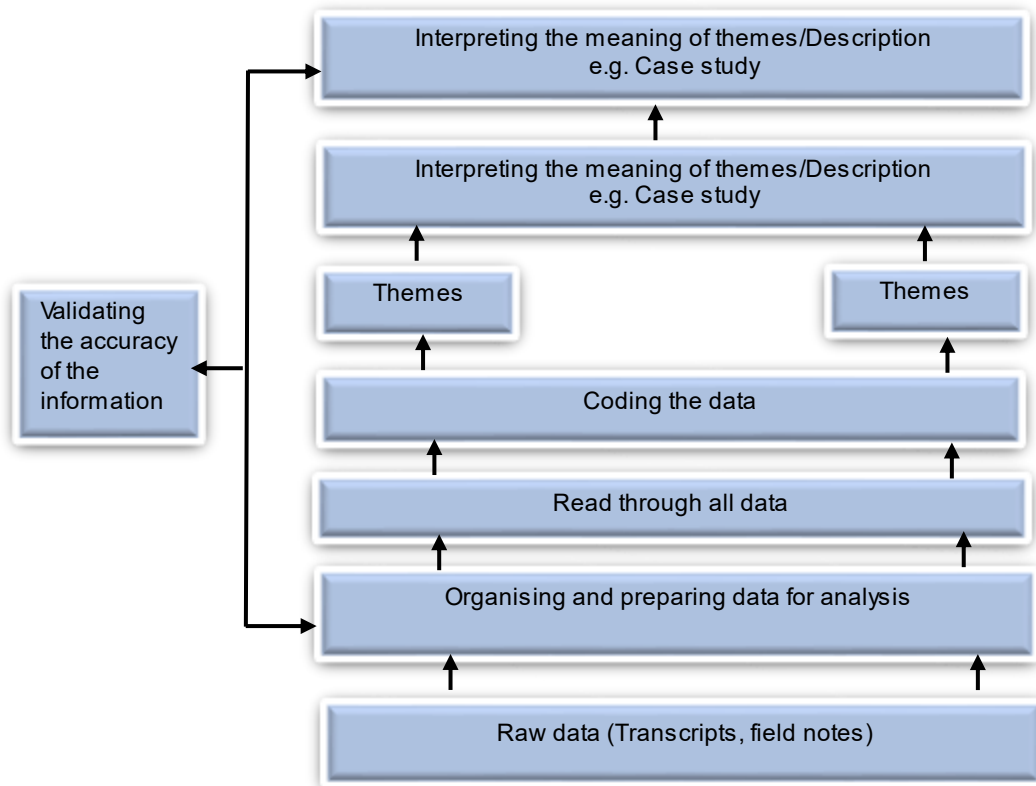 Interpreting the meaning of themes/Description
e.g. Case study
Interpreting the meaning of themes/Description
e.g. Case study
Themes
Themes
Validating
the accuracy
of the
information
Coding the data
Read through all data
Organising and preparing data for analysis
Raw data (Transcripts, field notes)